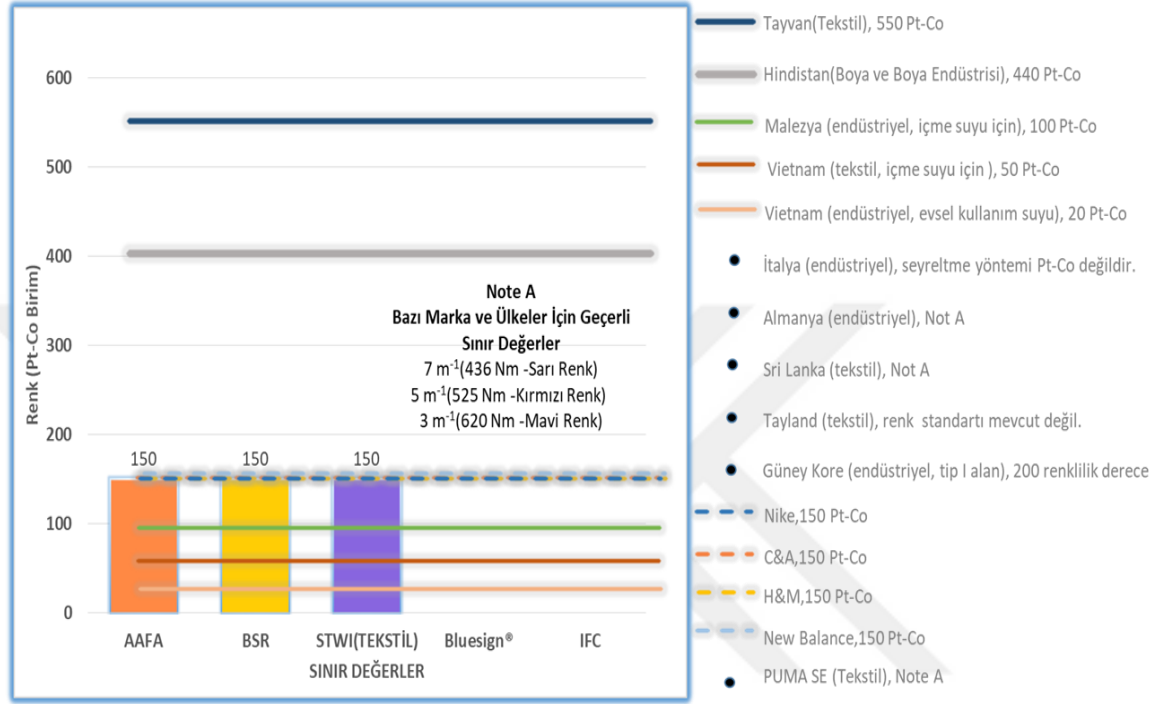 Renk (Pt-Co Birim)
600
500
400
300
200
100
0
Note A
Bazı Marka ve Ülkeler İçin Geçerli
Sınır Değerler
7 m⁻¹(436 Nm -Sarı Renk)
5 m⁻¹(525 Nm -Kırmızı Renk)
3 m⁻¹(620 Nm -Mavi Renk)
150
150
150
AAFA
BSR
STWI(TEKSTİL)
Bluesign®
IFC
SINIR DEĞERLER
Tayvan(Tekstil), 550 Pt-Co
Hindistan(Boya ve Boya Endüstrisi), 440 Pt-Co
Malezya (endüstriyel, içme suyu için), 100 Pt-Co
Vietnam (tekstil, içme suyu için ), 50 Pt-Co
Vietnam (endüstriyel, evsel kullanım suyu), 20 Pt-Co
İtalya (endüstriyel), seyreltme yöntemi Pt-Co değildir.
Almanya (endüstriyel), Not A
Sri Lanka (tekstil), Not A
Tayland (tekstil), renk standartı mevcut değil.
Güney Kore (endüstriyel, tip I alan), 200 renklilik derece
Nike,150 Pt-Co
C&A,150 Pt-Co
H&M,150 Pt-Co
New Balance,150 Pt-Co
PUMA SE (Tekstil), Note A